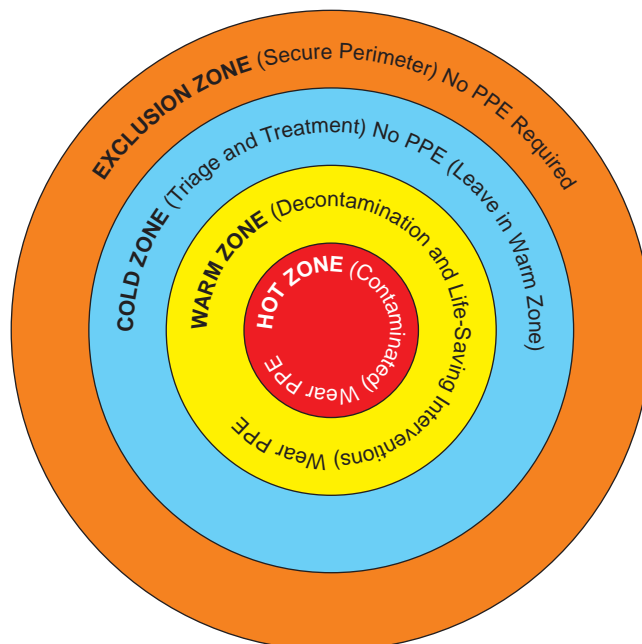 EXCLUSION ZONE (Secure Perimeter) No PPE Required
COLD ZONE (Triage and Treatment) No PPE (Leave in Warm Zone)
WARM ZONE (Decontamination and Life-Saving Interventions) Wear PPE
HOT ZONE (Contaminated) Wear PPE